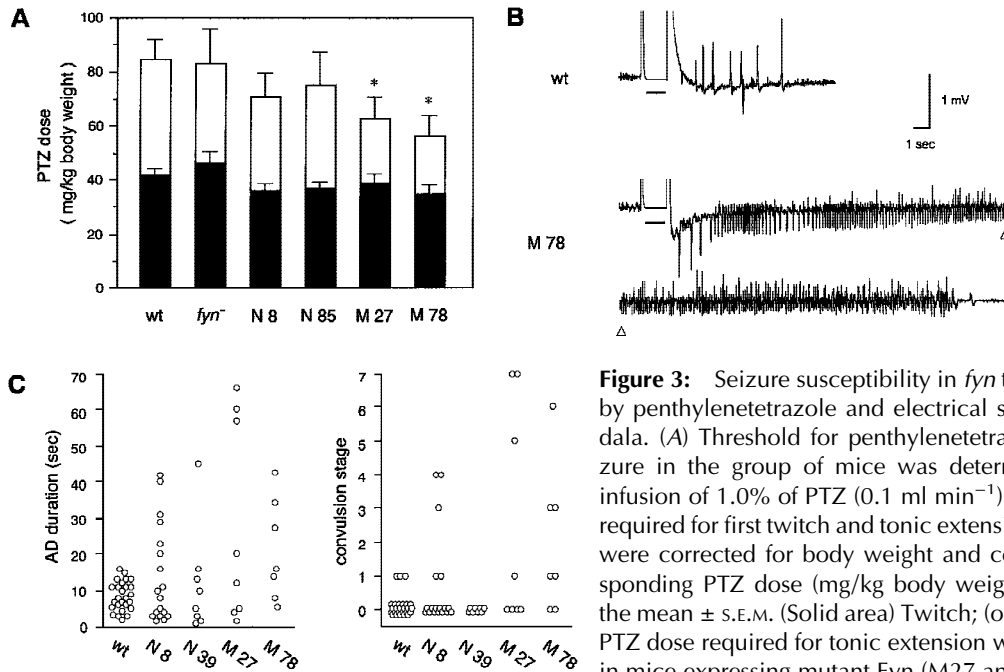 A
PTZ dose
( mg/kg body weight )
100
80
60
40
20
0
*
*
wt
fyn⁻
N 8
N 85
M 27
M 78
B
wt
1 mV
1 sec
M 78
C
AD duration (sec)
70
60
50
40
30
20
10
0
wt
N 8
N 39
M 27
M 78
convulsion stage
7
6
5
4
3
2
1
0
wt
N 8
N 39
M 27
M 78
Figure 3: Seizure susceptibility in fyn
by penthylenetetrazole and electrical
dala. (A) Threshold for
zure in the group of mice was
infusion of 1.0% of PTZ (0.1 ml min⁻¹)
required for first twitch and tonic
were corrected for body weight and
sponding PTZ dose (mg/kg body
the mean ± S.E.M. (Solid area) Twitch;
PTZ dose required for tonic extension
in mice expressing mutant Fyn (M27